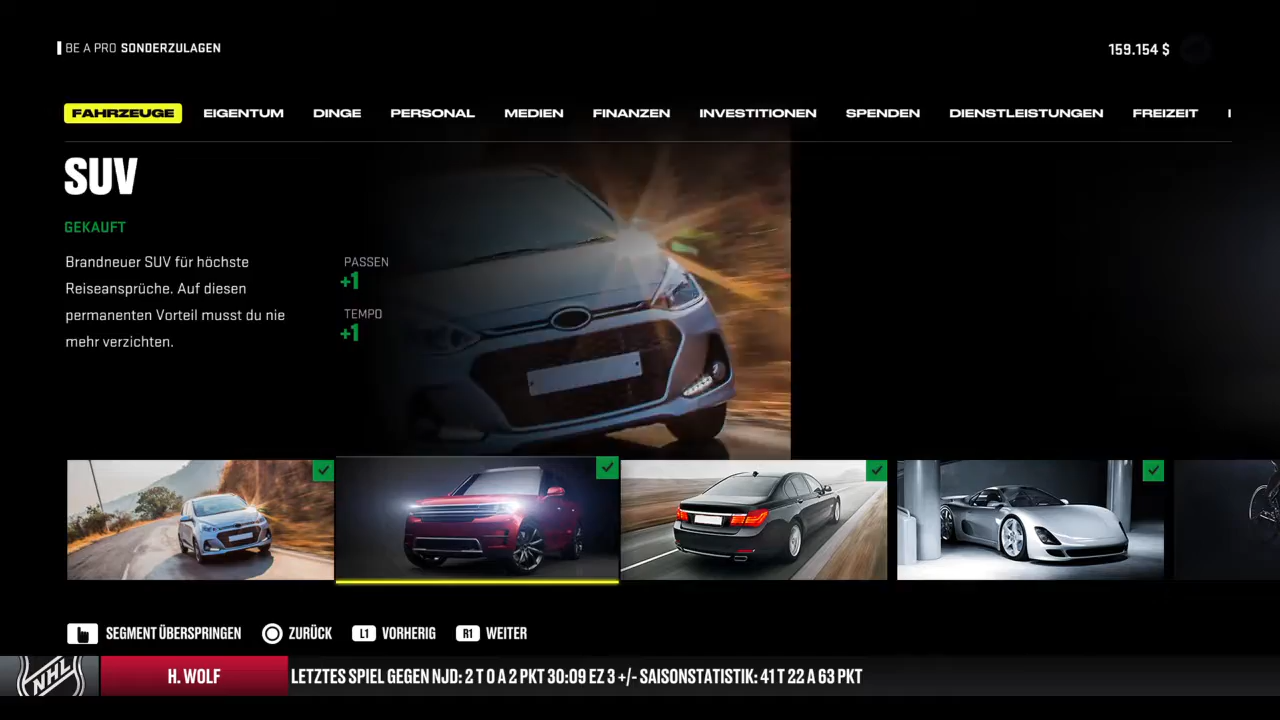 BE A PRO SONDERZULAGEN
159.154 $
FAHRZEUGE EIGENTUM DINGE PERSONAL MEDIEN FINANZEN INVESTITIONEN SPENDEN DIENSTLEISTUNGEN FREIZEIT
SUV
GEKAUFT
Brandneuer SUV für höchste
Reiseansprüche. Auf diesen
permanenten Vorteil musst du nie
mehr verzichten.
PASSEN
+1
TEMPO
+1
SEGMENT ÜBERSPRINGEN ZURÜCK L1 VORHERIG R1 WEITER
NHL H. WOLF LETZTES SPIEL GEGEN NJD: 2 T 0 A 2 PKT 30:09 EZ 3 +/- SAISONSTATISTIK: 41 T 22 A 63 PKT